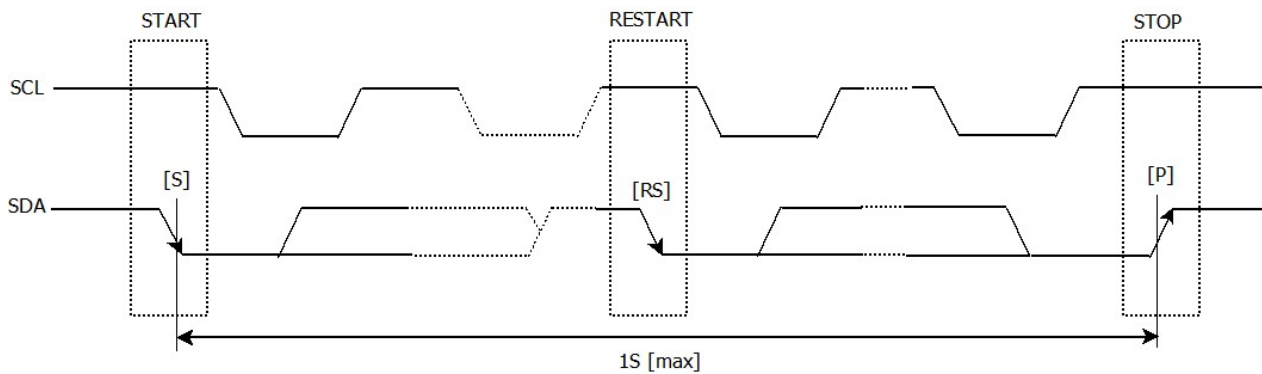 START
RESTART
STOP
SCL
[S]
[RS]
[P]
SDA
1S [max]